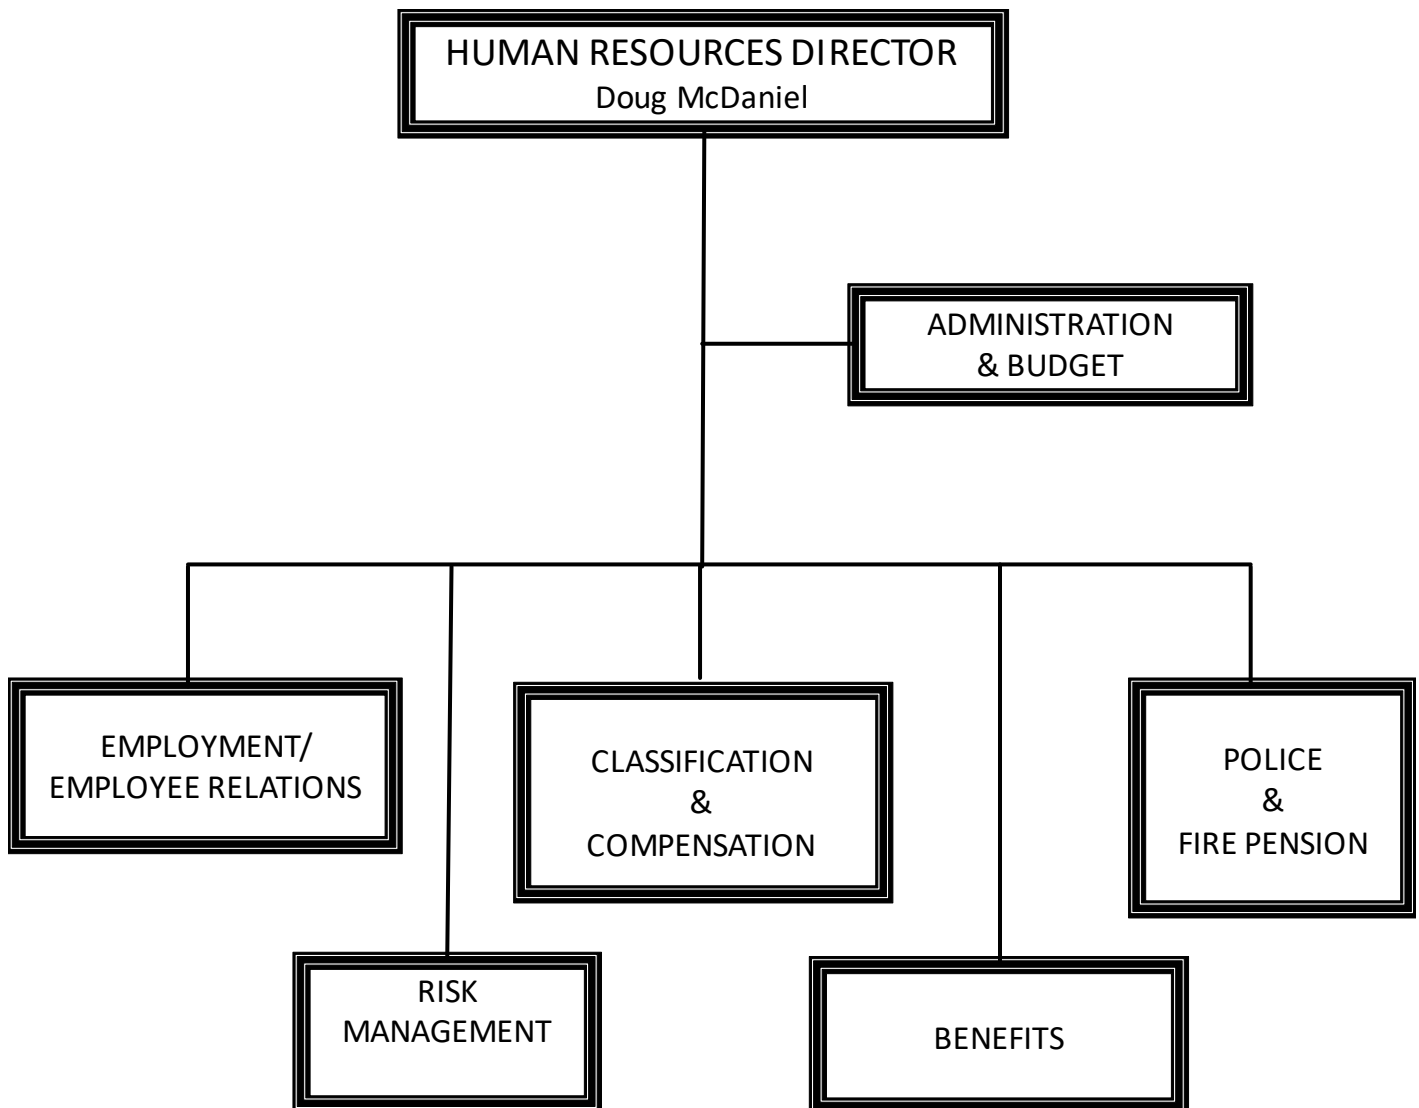 HUMAN RESOURCES DIRECTOR
Doug McDaniel
ADMINISTRATION
& BUDGET
EMPLOYMENT/
EMPLOYEE RELATIONS
CLASSIFICATION
&
COMPENSATION
POLICE
&
FIRE PENSION
RISK
MANAGEMENT
BENEFITS